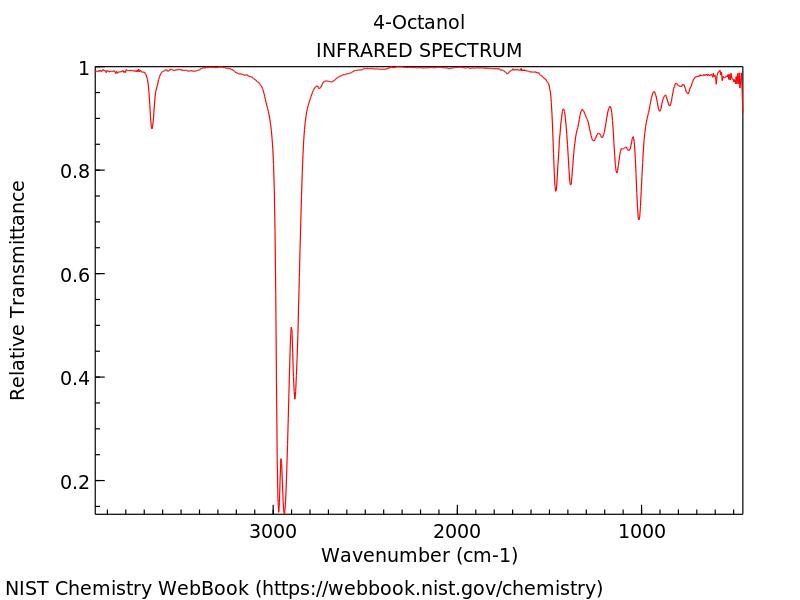 4-Octanol
INFRARED SPECTRUM
1
0.8
0.6
0.4
0.2
Relative Transmittance
3000 2000 1000
Wavenumber (cm-1)
NIST Chemistry WebBook (https://webbook.nist.gov/chemistry)